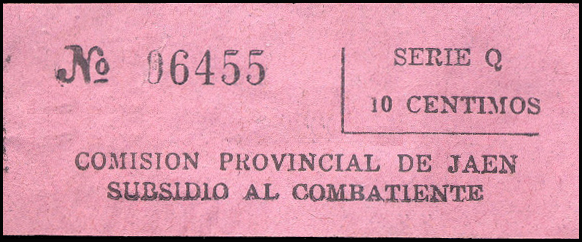 No 06455
SERIE Q
10 CENTIMOS
COMISION PROVINCIAL DE JAEN
SUBSIDIO AL COMBATIENTE